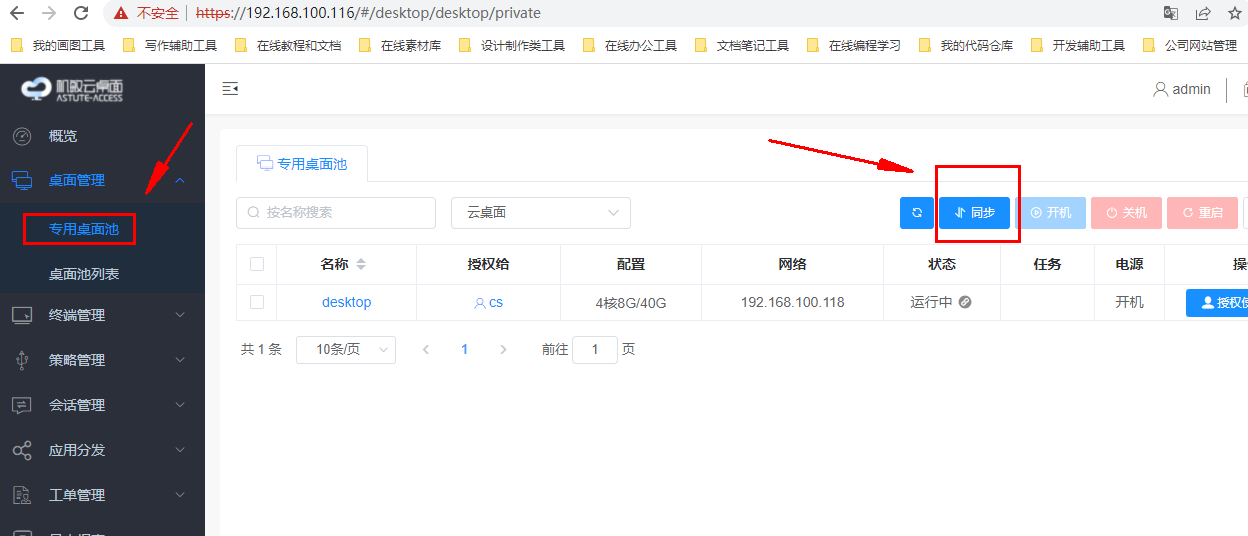 不安全 https://192.168.100.116/#/desktop/desktop/private
我的画图工具 写作辅助工具 在线教程和文档 在线素材库 设计制作类工具 在线办公工具 文档笔记工具 在线编程学习 我的代码仓库 开发辅助工具 公司网站管理
机敏云桌面
ASTUTE-ACCESS
admin
概览
桌面管理
专用桌面池
桌面池列表
终端管理
策略管理
会话管理
应用分发
工单管理
专用桌面池
按名称搜索 云桌面 同步 开机 关机 重启
名称 授权给 配置 网络 状态 任务 电源
desktop cs 4核8G/40G 192.168.100.118 运行中 开机 授权使
共 1 条 10条/页 1 前往 1 页